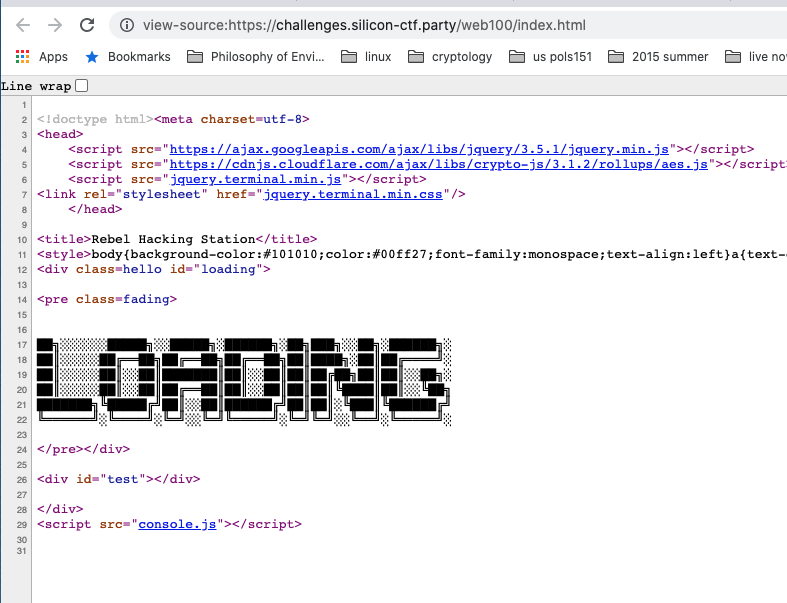 view-source:https://challenges.silicon-ctf.party/web100/index.html
Apps Bookmarks Philosophy of Envi... linux cryptology us pols151 2015 summer live now
Line wrap
1
2 <!doctype html><meta charset=utf-8>
3 <head>
4 <script src="https://ajax.googleapis.com/ajax/libs/jquery/3.5.1/jquery.min.js"></script>
5 <script src="https://cdnjs.cloudflare.com/ajax/libs/crypto-js/3.1.2/rollups/aes.js"></script>
6 <script src="jquery.terminal.min.js"></script>
7 <link rel="stylesheet" href="jquery.terminal.min.css"/>
8 </head>
9
10 <title>Rebel Hacking Station</title>
11 <style>body{background-color:#101010;color:#00ff27;font-family:monospace;text-align:left}a{text-
12 <div class=hello id="loading">
13
14 <pre class=fading>
15
16
17
18
19
20
21
22
LOADING
23
24 </pre></div>
25
26 <div id="test"></div>
27
28 </div>
29 <script src="console.js"></script>
30
31